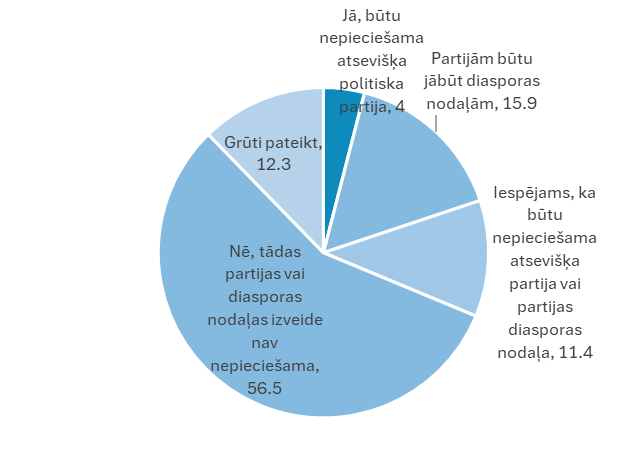 Jā, būtu
nepieciešama
atsevišķa
politiska
partija, 4
Partijām būtu
jābūt diasporas
nodaļām, 15.9
Iespējams, ka
būtu
nepieciešama
atsevišķa
partija vai
partijas
diasporas
nodaļa, 11.4
Nē, tādas
partijas vai
diasporas
nodaļas izveide
nav
nepieciešama,
56.5
Grūti pateikt,
12.3